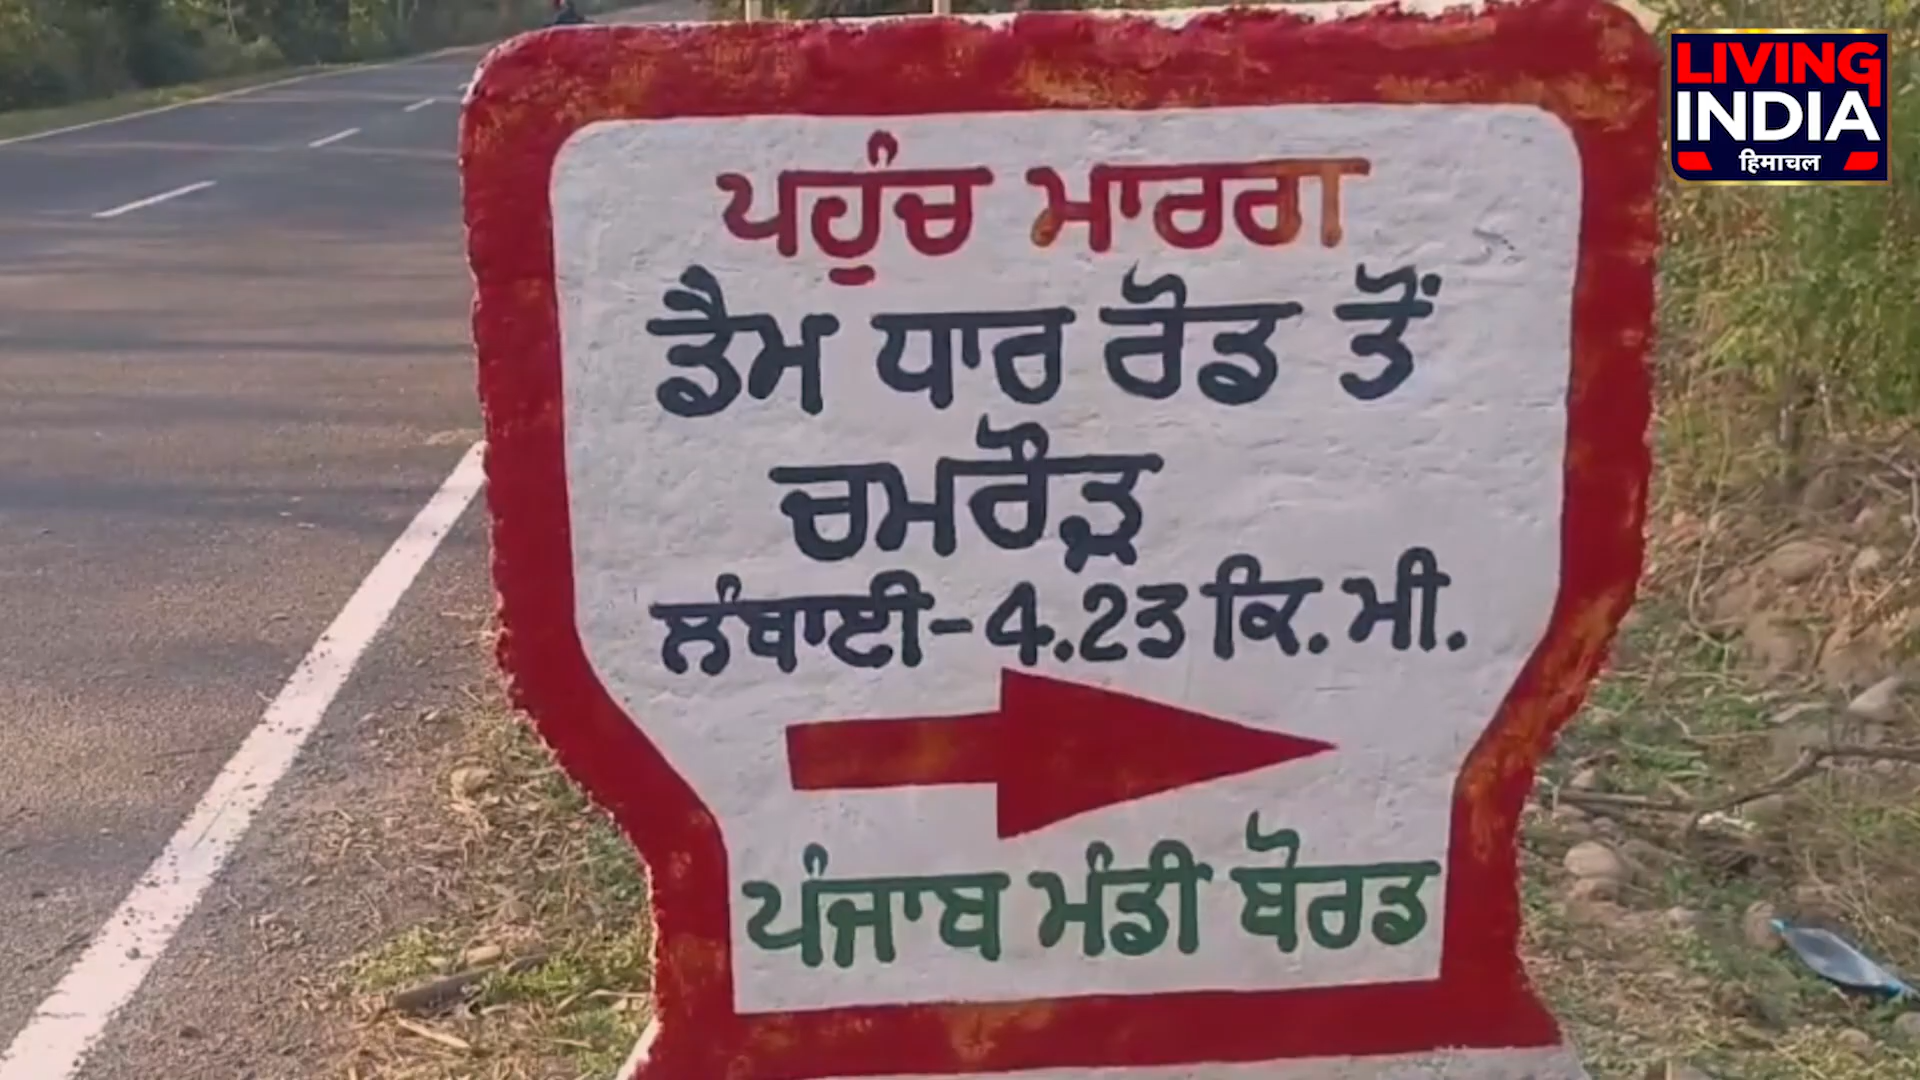 ਪਹੁੰਚ ਮਾਰਗ
ਡੈਮ ਧਾਰ ਰੋਡ ਤੋਂ
ਚਮਰੌੜ
ਲੰਬਾਈ-4.23 ਕਿ.ਮੀ.
ਪੰਜਾਬ ਮੰਡੀ ਬੋਰਡ
LIVING
INDIA
हिमाचल